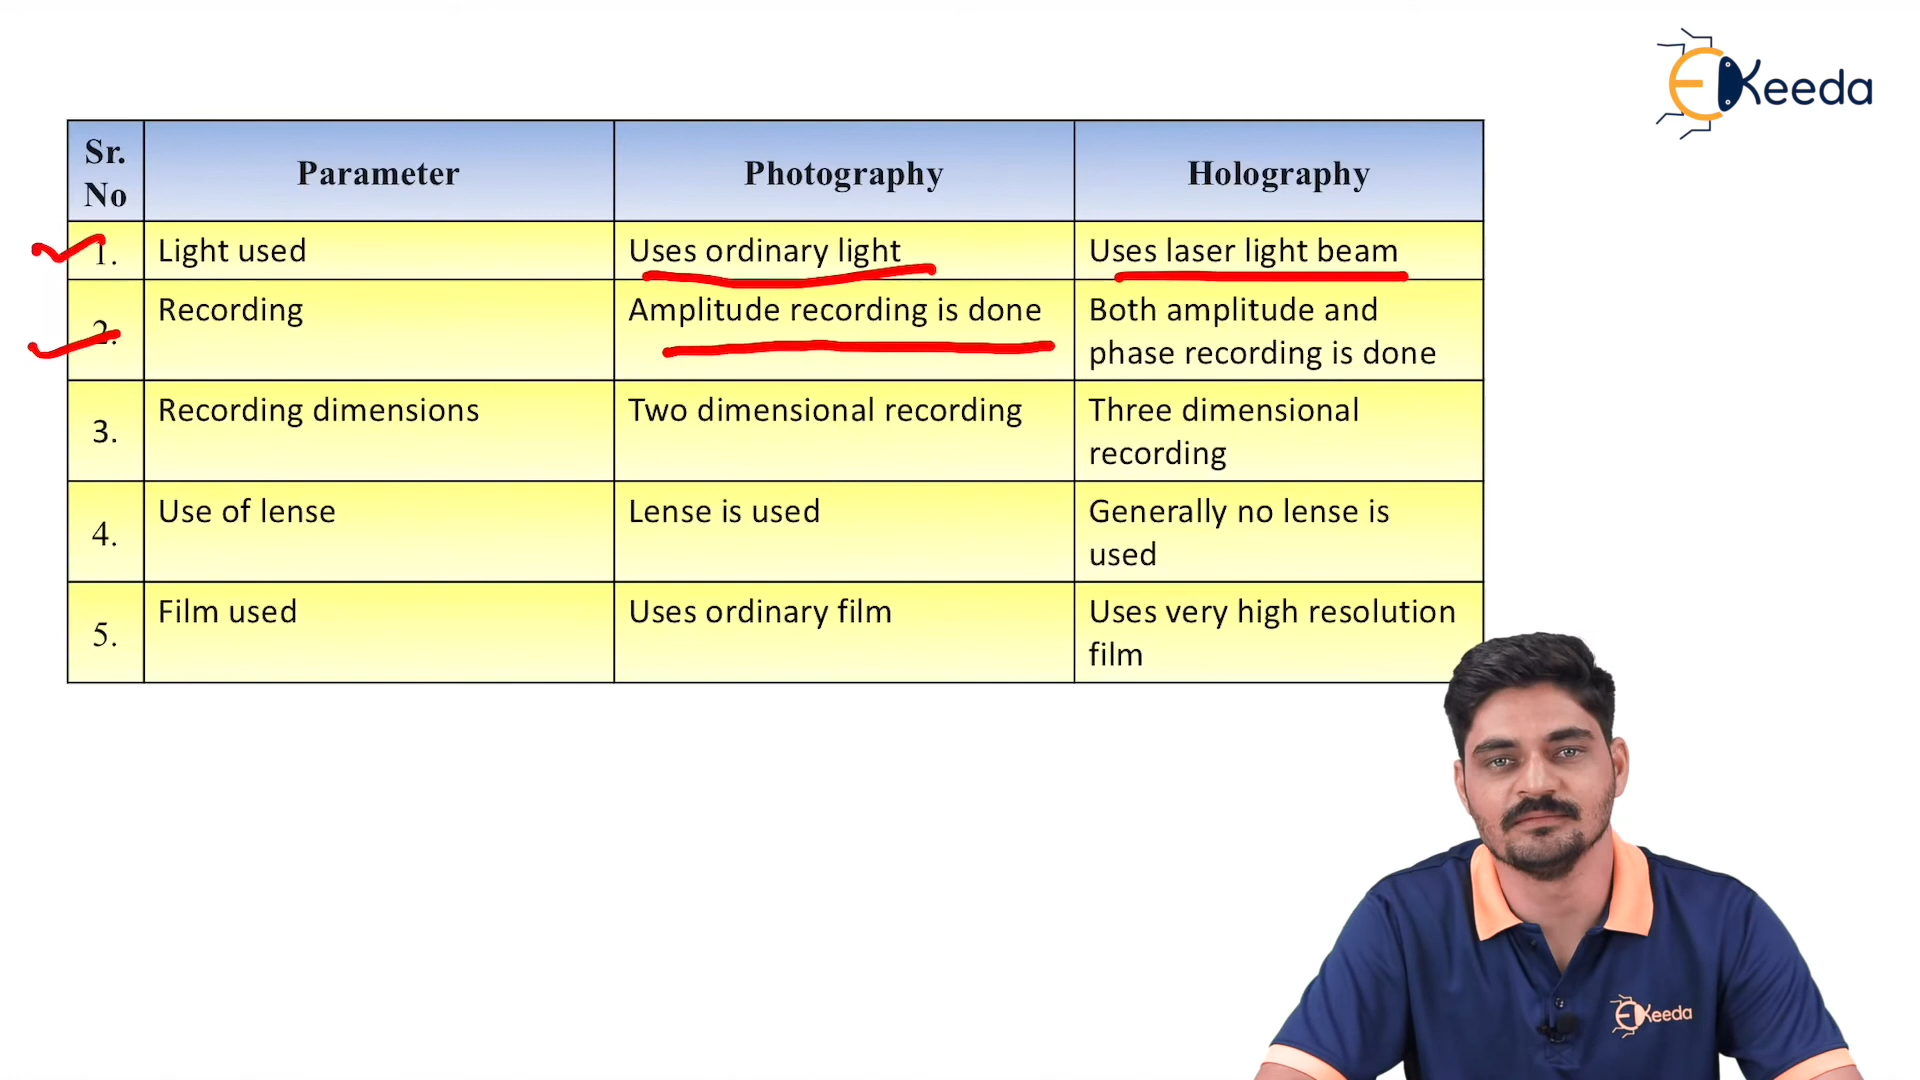 EKeeda
Sr. No Parameter Photography Holography
1. Light used Uses ordinary light Uses laser light beam
2. Recording Amplitude recording is done Both amplitude and
phase recording is done
3. Recording dimensions Two dimensional recording Three dimensional
recording
4. Use of lense Lense is used Generally no lense is
used
5. Film used Uses ordinary film Uses very high resolution
film
EKeeda